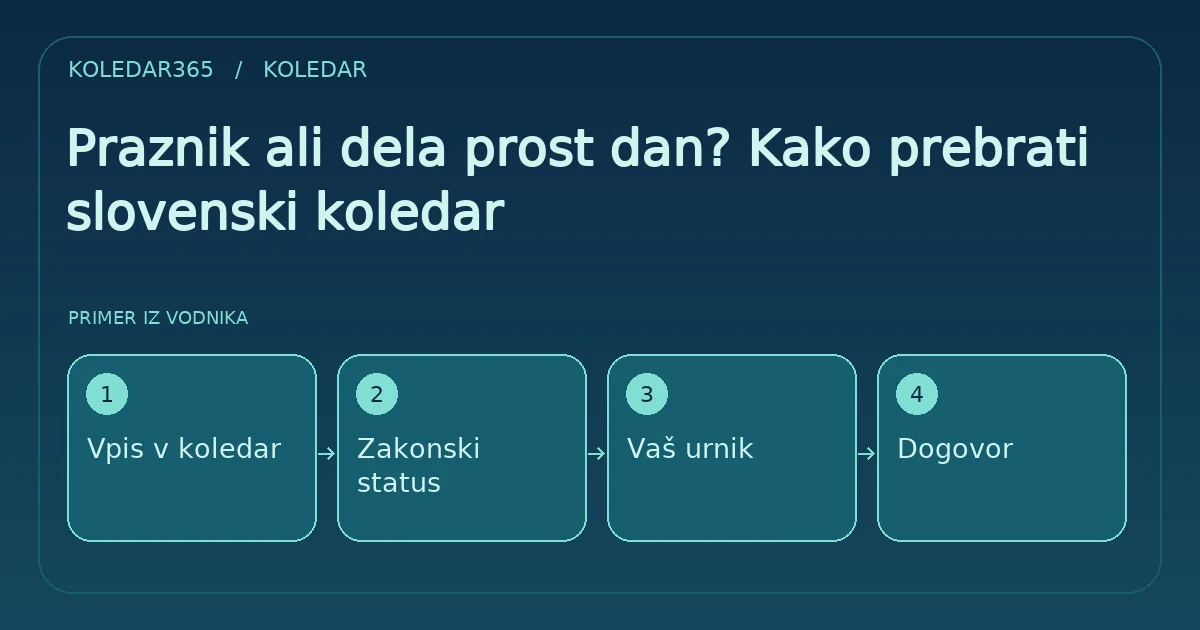 KOLEDAR365 / KOLEDAR
Praznik ali dela prost dan? Kako prebrati
slovenski koledar
PRIMER IZ VODNIKA
1
Vpis v koledar
→
2
Zakonski
status
→
3
Vaš urnik
→
4
Dogovor